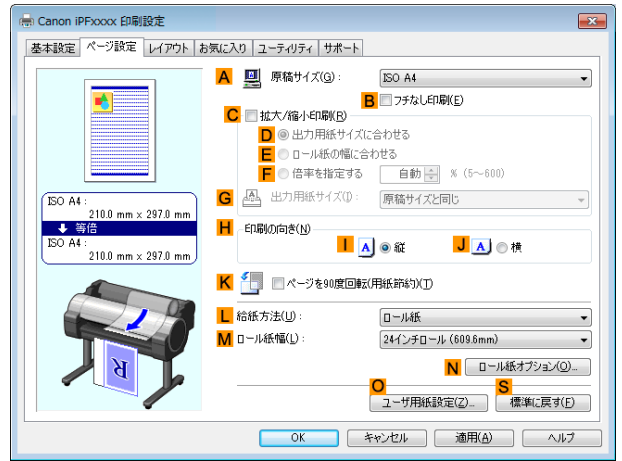 Canon iPFxxxx 印刷設定
基本設定 ページ設定 レイアウト お気に入り ユーティリティ サポート
A 原稿サイズ(G): ISO A4
B フチなし印刷(E)
C 拡大/縮小印刷(R)
D 出力用紙サイズに合わせる
E ロール紙の幅に合わせる
F 倍率を指定する 自動 % (5～600)
G 出力用紙サイズ(I): 原稿サイズと同じ
ISO A4 :
210.0 mm × 297.0 mm
等倍
ISO A4 :
210.0 mm × 297.0 mm
H 印刷の向き(N)
I A 縦 J A 横
K ページを90度回転(用紙節約)(T)
L 給紙方法(U): ロール紙
M ロール紙幅(L): 24インチロール (609.6mm)
N ロール紙オプション(O)...
O S
ユーザ用紙設定(Z)... 標準に戻す(F)
R
OK キャンセル 適用(A) ヘルプ